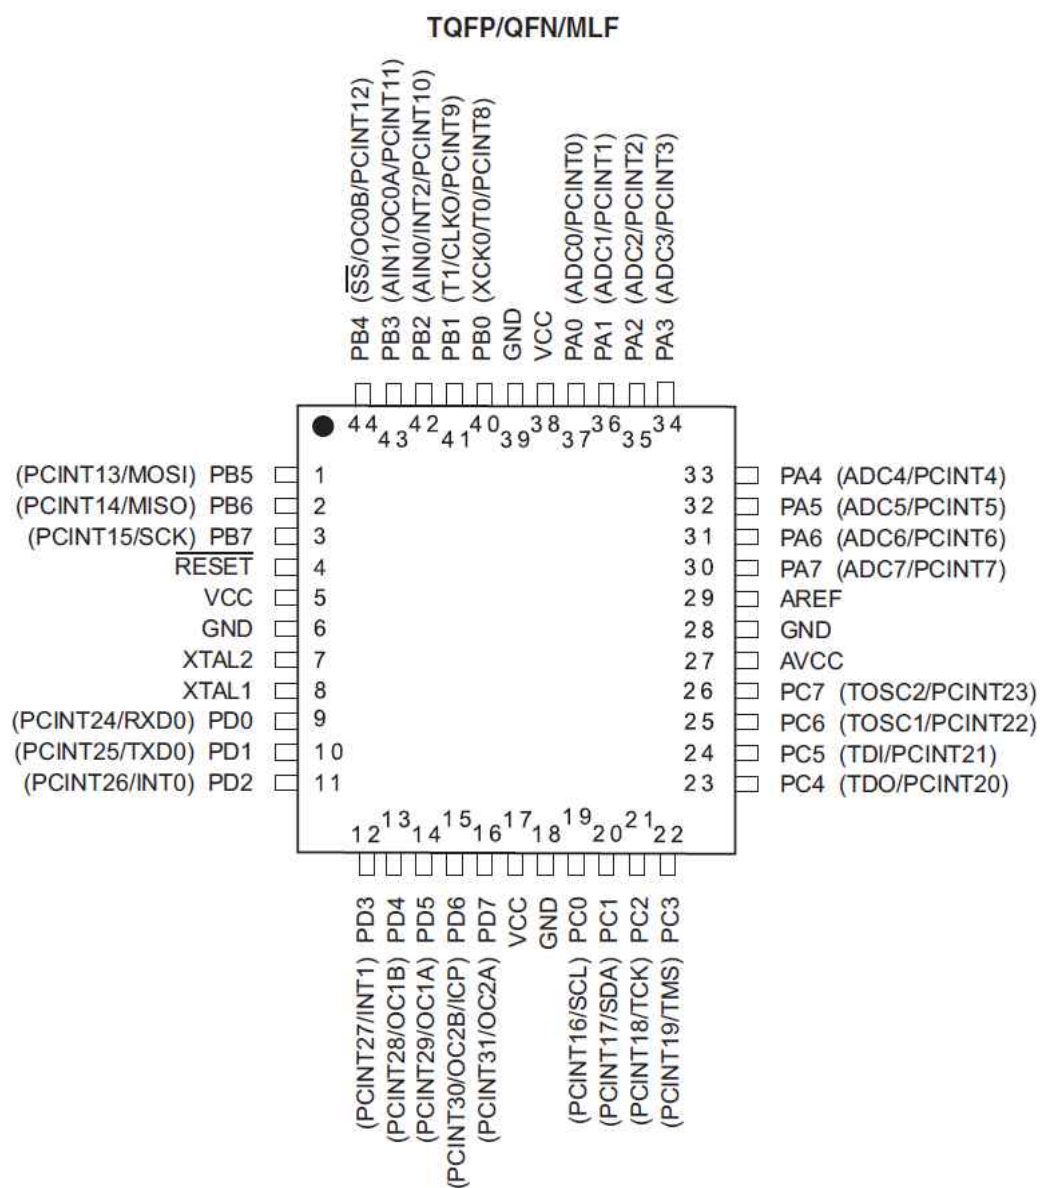 TQFP/QFN/MLF
PB4 (SS/OC0B/PCINT12)
PB3 (AIN1/OC0A/PCINT11)
PB2 (AIN0/INT2/PCINT10)
PB1 (T1/CLKO/PCINT9)
PB0 (XCK0/T0/PCINT8)
GND
VCC
PA0 (ADC0/PCINT0)
PA1 (ADC1/PCINT1)
PA2 (ADC2/PCINT2)
PA3 (ADC3/PCINT3)
44
43
42
41
40
39
38
37
36
35
34
(PCINT13/MOSI) PB5 1
(PCINT14/MISO) PB6 2
(PCINT15/SCK) PB7 3
RESET 4
VCC 5
GND 6
XTAL2 7
XTAL1 8
(PCINT24/RXD0) PD0 9
(PCINT25/TXD0) PD1 10
(PCINT26/INT0) PD2 11
33 PA4 (ADC4/PCINT4)
32 PA5 (ADC5/PCINT5)
31 PA6 (ADC6/PCINT6)
30 PA7 (ADC7/PCINT7)
29 AREF
28 GND
27 AVCC
26 PC7 (TOSC2/PCINT23)
25 PC6 (TOSC1/PCINT22)
24 PC5 (TDI/PCINT21)
23 PC4 (TDO/PCINT20)
12
13
14
15
16
17
18
19
20
21
22
(PCINT27/INT1) PD3
(PCINT28/OC1B) PD4
(PCINT29/OC1A) PD5
(PCINT30/OC2B/ICP) PD6
(PCINT31/OC2A) PD7
VCC
GND
(PCINT16/SCL) PC0
(PCINT17/SDA) PC1
(PCINT18/TCK) PC2
(PCINT19/TMS) PC3